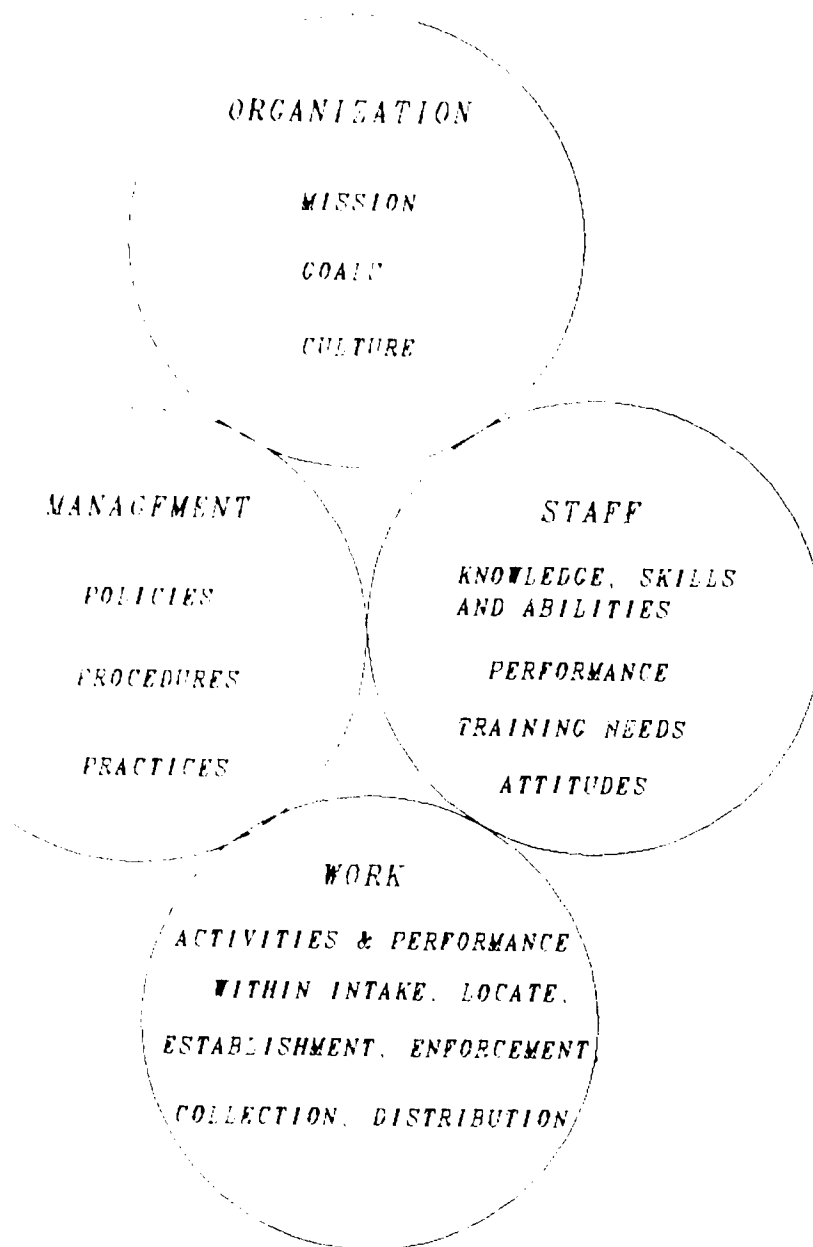 ORGANIZATION
MISSION
GOALS
CULTURE
MANAGEMENT
POLICIES
PROCEDURES
PRACTICES
STAFF
KNOWLEDGE, SKILLS
AND ABILITIES
PERFORMANCE
TRAINING NEEDS
ATTITUDES
WORK
ACTIVITIES & PERFORMANCE
WITHIN INTAKE, LOCATE,
ESTABLISHMENT, ENFORCEMENT,
COLLECTION, DISTRIBUTION